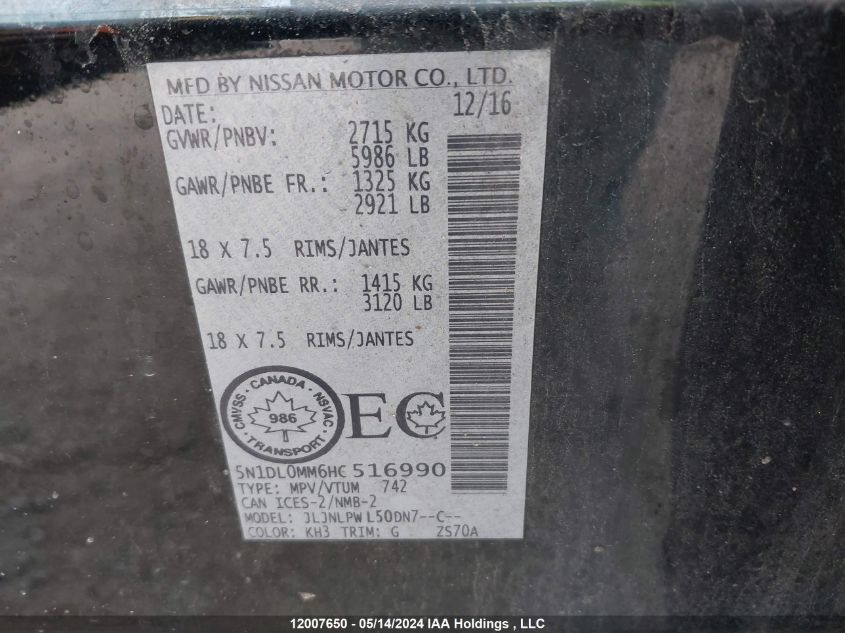 MFD BY NISSAN MOTOR CO., LTD.
DATE: 12/16
GVWR/PNBV: 2715 KG
5986 LB
GAWR/PNBE FR.: 1325 KG
2921 LB
18 X 7.5 RIMS/JANTES
GAWR/PNBE RR.: 1415 KG
3120 LB
18 X 7.5 RIMS/JANTES
CMVSS · CANADA · NSVAC · TRANSPORT
986
EC
5N1DL0MM6HC516990
TYPE: MPV/VTUM 742
CAN ICES-2/NMB-2
MODEL: JLJNLPW L50DN7--C--
COLOR: KH3 TRIM: G ZS70A
12007650 - 05/14/2024 IAA Holdings , LLC